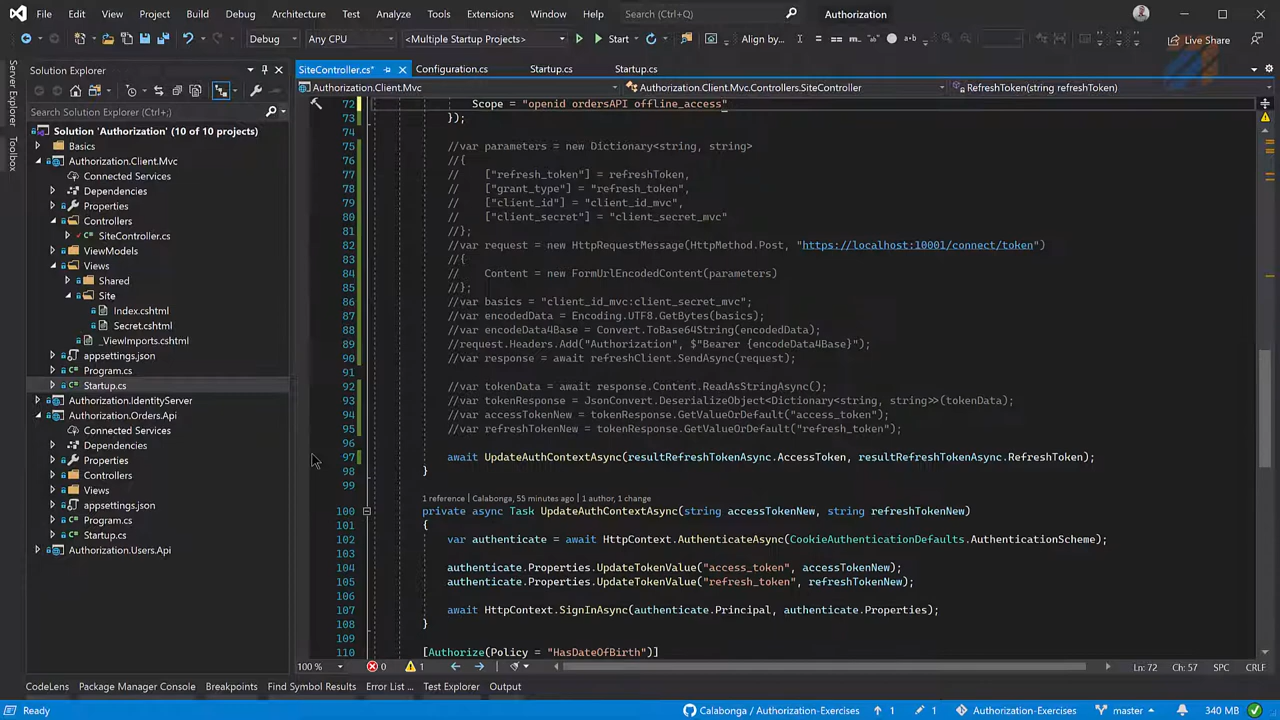 File Edit View Project Build Debug Architecture Test Analyze Tools Extensions Window Help Search (Ctrl+Q) Authorization
Debug Any CPU <Multiple Startup Projects> Start Align by... Live Share
Server Explorer
Toolbox
Solution Explorer
Search Solution Explorer (Ctrl+;)
Solution 'Authorization' (10 of 10 projects)
Basics
Authorization.Client.Mvc
Connected Services
Dependencies
Properties
Controllers
SiteController.cs
ViewModels
Views
Shared
Site
Index.cshtml
Secret.cshtml
_ViewImports.cshtml
appsettings.json
Program.cs
Startup.cs
Authorization.IdentityServer
Authorization.Orders.Api
Connected Services
Dependencies
Properties
Controllers
Views
appsettings.json
Program.cs
Startup.cs
Authorization.Users.Api
SiteController.cs* Configuration.cs Startup.cs Startup.cs
Authorization.Client.Mvc Authorization.Client.Mvc.Controllers.SiteController RefreshToken(string refreshToken)
72 Scope = "openid ordersAPI offline_access"
73 });
74
75 //var parameters = new Dictionary<string, string>
76 //{
77 // ["refresh_token"] = refreshToken,
78 // ["grant_type"] = "refresh_token",
79 // ["client_id"] = "client_id_mvc",
80 // ["client_secret"] = "client_secret_mvc"
81 //};
82 //var request = new HttpRequestMessage(HttpMethod.Post, "https://localhost:10001/connect/token")
83 //{
84 // Content = new FormUrlEncodedContent(parameters)
85 //};
86 //var basics = "client_id_mvc:client_secret_mvc";
87 //var encodedData = Encoding.UTF8.GetBytes(basics);
88 //var encodeData4Base = Convert.ToBase64String(encodedData);
89 //request.Headers.Add("Authorization", $"Bearer {encodeData4Base}");
90 //var response = await refreshClient.SendAsync(request);
91
92 //var tokenData = await response.Content.ReadAsStringAsync();
93 //var tokenResponse = JsonConvert.DeserializeObject<Dictionary<string, string>>(tokenData);
94 //var accessTokenNew = tokenResponse.GetValueOrDefault("access_token");
95 //var refreshTokenNew = tokenResponse.GetValueOrDefault("refresh_token");
96
97 await UpdateAuthContextAsync(resultRefreshTokenAsync.AccessToken, resultRefreshTokenAsync.RefreshToken);
98 }
99
1 reference | Calabonga, 55 minutes ago | 1 author, 1 change
100 private async Task UpdateAuthContextAsync(string accessTokenNew, string refreshTokenNew)
101 {
102 var authenticate = await HttpContext.AuthenticateAsync(CookieAuthenticationDefaults.AuthenticationScheme);
103
104 authenticate.Properties.UpdateTokenValue("access_token", accessTokenNew);
105 authenticate.Properties.UpdateTokenValue("refresh_token", refreshTokenNew);
106
107 await HttpContext.SignInAsync(authenticate.Principal, authenticate.Properties);
108 }
109
110 [Authorize(Policy = "HasDateOfBirth")]
100 % 0 1 Ln: 72 Ch: 57 SPC CRLF
CodeLens Package Manager Console Breakpoints Find Symbol Results Error List ... Test Explorer Output
Ready Calabonga / Authorization-Exercises 1 1 Authorization-Exercises master 340 MB